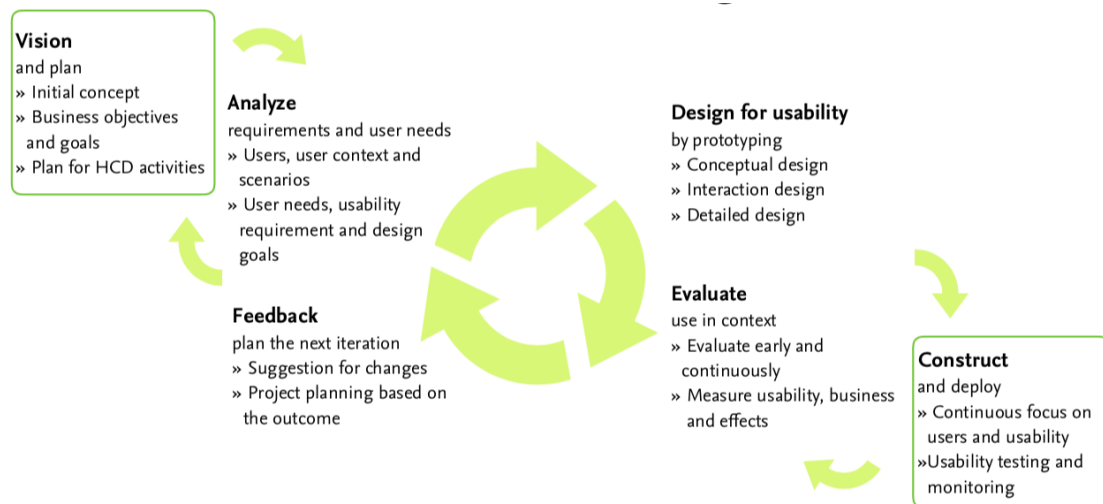 Vision
and plan
» Initial concept
» Business objectives
and goals
» Plan for HCD activities
Analyze
requirements and user needs
» Users, user context and
scenarios
» User needs, usability
requirement and design
goals
Feedback
plan the next iteration
» Suggestion for changes
» Project planning based on
the outcome
Design for usability
by prototyping
» Conceptual design
» Interaction design
» Detailed design
Evaluate
use in context
» Evaluate early and
continuously
» Measure usability, business
and effects
Construct
and deploy
» Continuous focus on
users and usability
»Usability testing and
monitoring